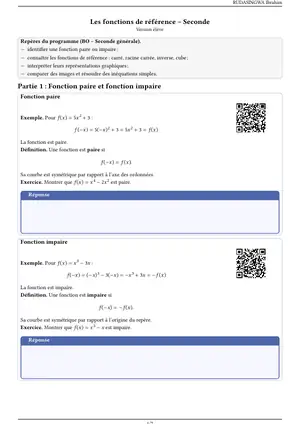 RUDASINGWA Ibrahim
Les fonctions de référence – Seconde
Version élève
Repères du programme (BO – Seconde générale).
– identifier une fonction paire ou impaire ;
– connaître les fonctions de référence : carré, racine carrée, inverse, cube ;
– interpréter leurs représentations graphiques ;
– comparer des images et résoudre des inéquations simples.
Partie 1 : Fonction paire et fonction impaire
Fonction paire
Exemple. Pour f(x) = 5x² + 3 :
f(−x) = 5(−x)² + 3 = 5x² + 3 = f(x)
La fonction est paire.
Définition. Une fonction est paire si
f(−x) = f(x).
Sa courbe est symétrique par rapport à l'axe des ordonnées.
Exercice. Montrer que f(x) = x⁴ − 2x² est paire.
Réponse
Fonction impaire
Exemple. Pour f(x) = x³ − 3x :
f(−x) = (−x)³ − 3(−x) = −x³ + 3x = −f(x)
La fonction est impaire.
Définition. Une fonction est impaire si
f(−x) = −f(x).
Sa courbe est symétrique par rapport à l'origine du repère.
Exercice. Montrer que f(x) = x³ − x est impaire.
Réponse